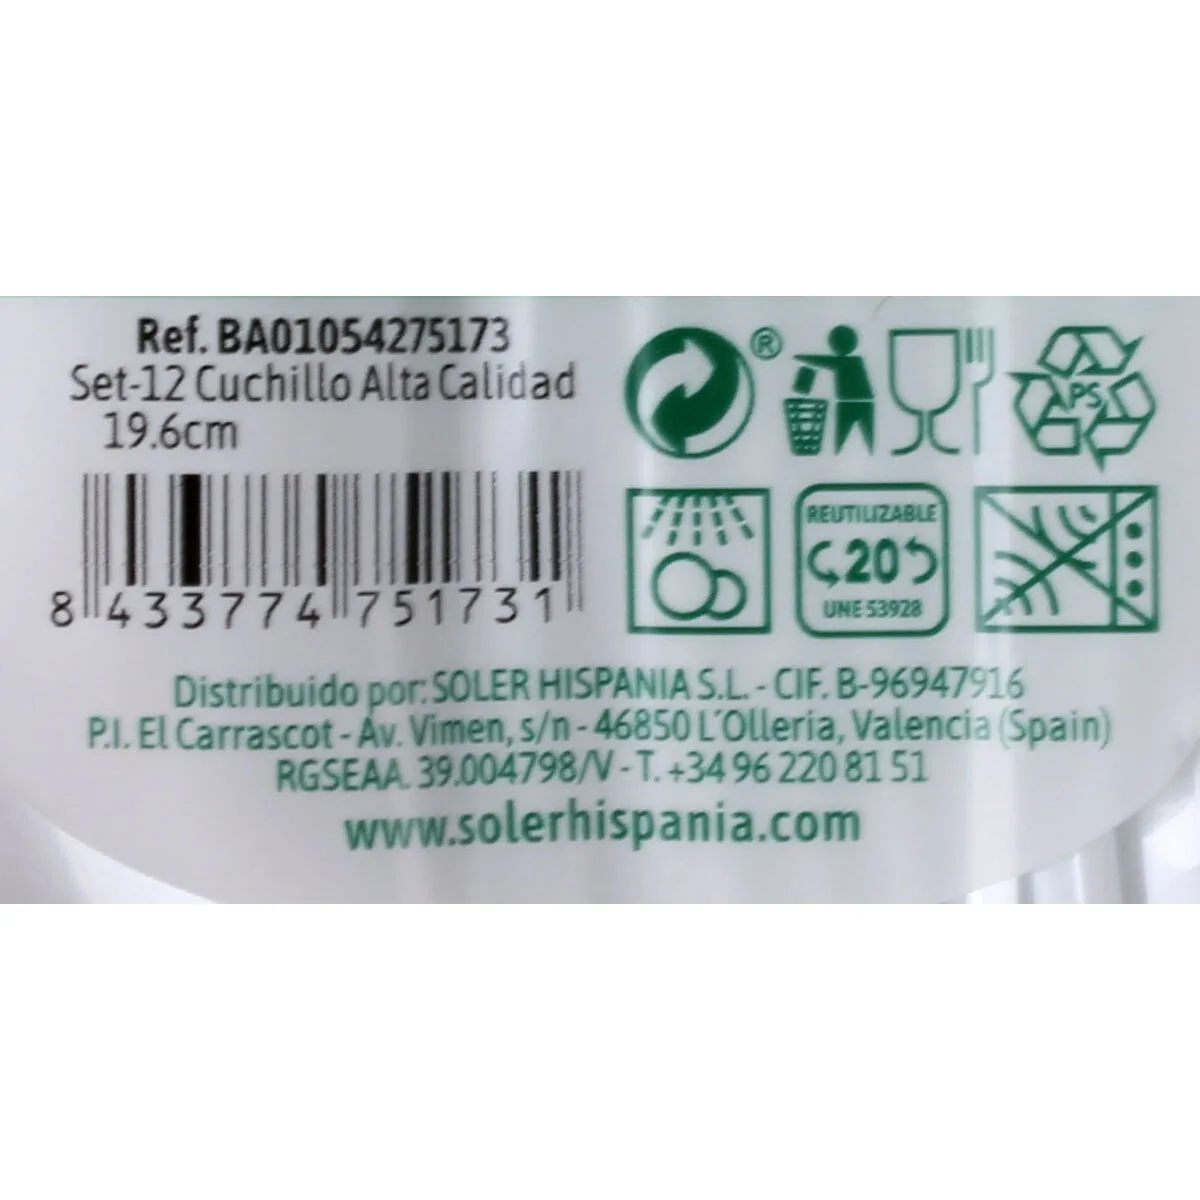 Ref. BA01054275173
Set-12 Cuchillo Alta Calidad
19.6cm
8 433774 751731
®
PS
REUTILIZABLE
20
UNE 53928
Distribuido por: SOLER HISPANIA S.L. - CIF. B-96947916
P.I. El Carrascot - Av. Vimen, s/n - 46850 L'Olleria, Valencia (Spain)
RGSEAA. 39.004798/V - T. +34 96 220 81 51
www.solerhispania.com